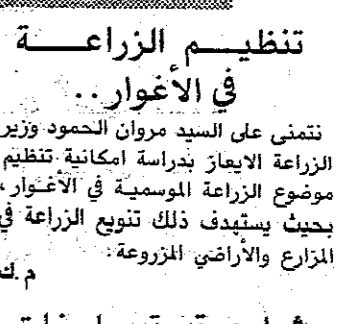 تنظيم الزراعة
في الأغوار . .
نتمنى على السيد مروان الحمود وزير
الزراعة الايعاز بدراسة امكانية تنظيم
موضوع الزراعة الموسمية في الأغوار ،
بحيث يستهدف ذلك تنويع الزراعة في
المزارع والأراضي المزروعة .
م .ك